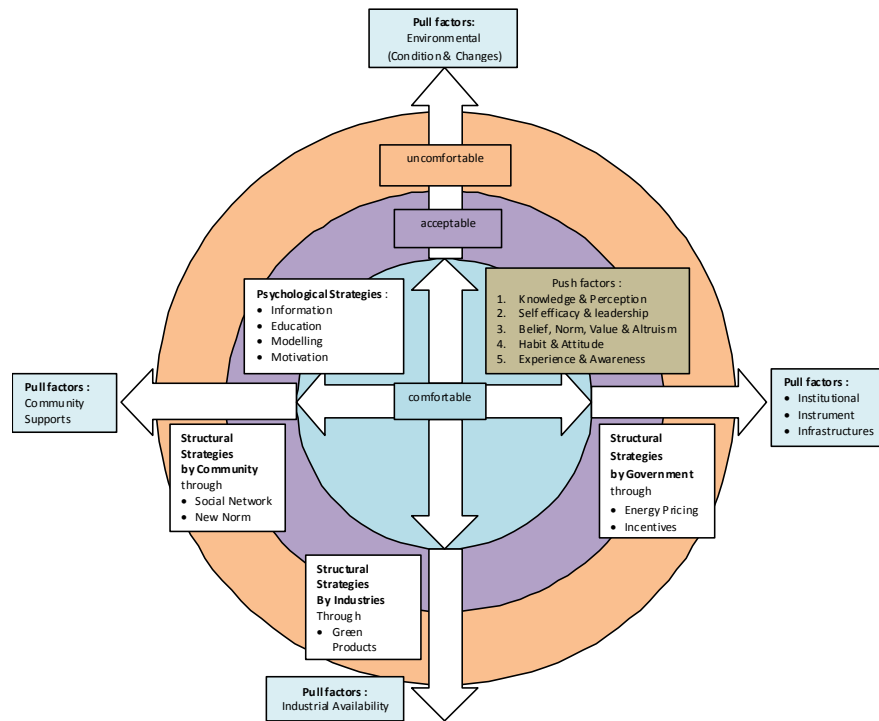 Pull factors:
Environmental
(Condition & Changes)
uncomfortable
acceptable
Psychological Strategies :
• Information
• Education
• Modelling
• Motivation
Push factors :
1. Knowledge & Perception
2. Self efficacy & leadership
3. Belief, Norm, Value & Altruism
4. Habit & Attitude
5. Experience & Awareness
Pull factors :
Community
Supports
comfortable
Pull factors :
• Institutional
• Instrument
• Infrastructures
Structural
Strategies
by Community
through
• Social Network
• New Norm
Structural
Strategies
by Government
through
• Energy Pricing
• Incentives
Structural
Strategies
By Industries
Through
• Green
Products
Pull factors :
Industrial Availability